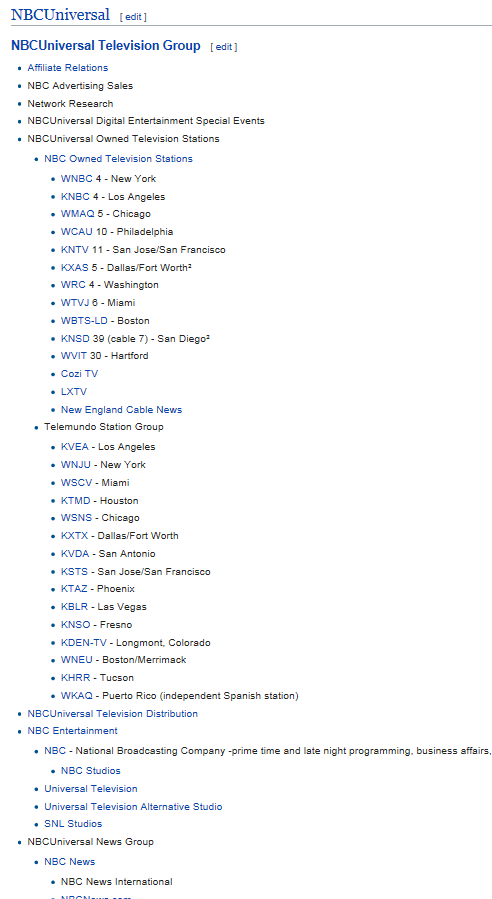 NBCUniversal [ edit ]
NBCUniversal Television Group [ edit ]
Affiliate Relations
NBC Advertising Sales
Network Research
NBCUniversal Digital Entertainment Special Events
NBCUniversal Owned Television Stations
NBC Owned Television Stations
WNBC 4 - New York
KNBC 4 - Los Angeles
WMAQ 5 - Chicago
WCAU 10 - Philadelphia
KNTV 11 - San Jose/San Francisco
KXAS 5 - Dallas/Fort Worth²
WRC 4 - Washington
WTVJ 6 - Miami
WBTS-LD - Boston
KNSD 39 (cable 7) - San Diego²
WVIT 30 - Hartford
Cozi TV
LXTV
New England Cable News
Telemundo Station Group
KVEA - Los Angeles
WNJU - New York
WSCV - Miami
KTMD - Houston
WSNS - Chicago
KXTX - Dallas/Fort Worth
KVDA - San Antonio
KSTS - San Jose/San Francisco
KTAZ - Phoenix
KBLR - Las Vegas
KNSO - Fresno
KDEN-TV - Longmont, Colorado
WNEU - Boston/Merrimack
KHRR - Tucson
WKAQ - Puerto Rico (independent Spanish station)
NBCUniversal Television Distribution
NBC Entertainment
NBC - National Broadcasting Company -prime time and late night programming, business affairs,
NBC Studios
Universal Television
Universal Television Alternative Studio
SNL Studios
NBCUniversal News Group
NBC News
NBC News International
NBCNews.com